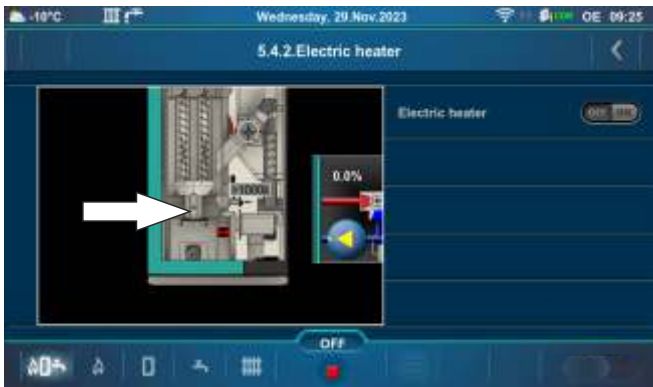 -10°C Wednesday, 29.Nov.2023 OE 09:25
5.4.2.Electric heater
Electric heater
0.0%
OFF